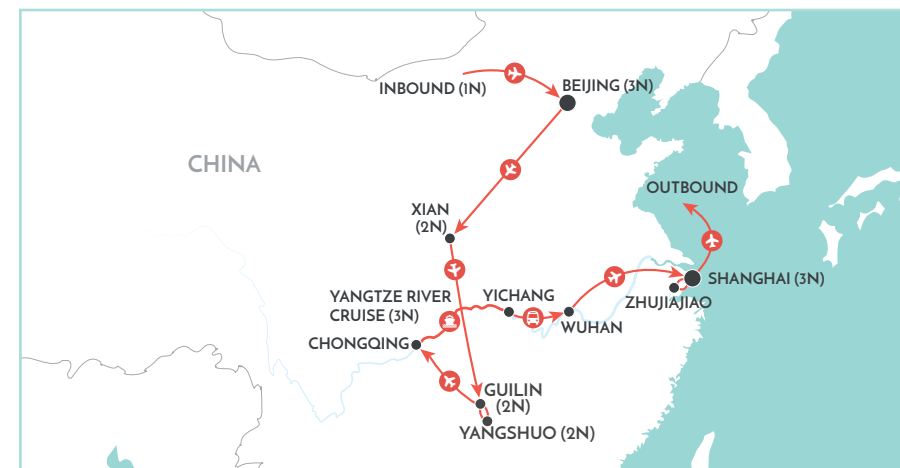 INBOUND (1N)
BEIJING (3N)
CHINA
OUTBOUND
XIAN
(2N)
SHANGHAI (3N)
YANGTZE RIVER
CRUISE (3N)
YICHANG
ZHUJIAJIAO
WUHAN
CHONGQING
GUILIN
(2N)
YANGSHUO (2N)